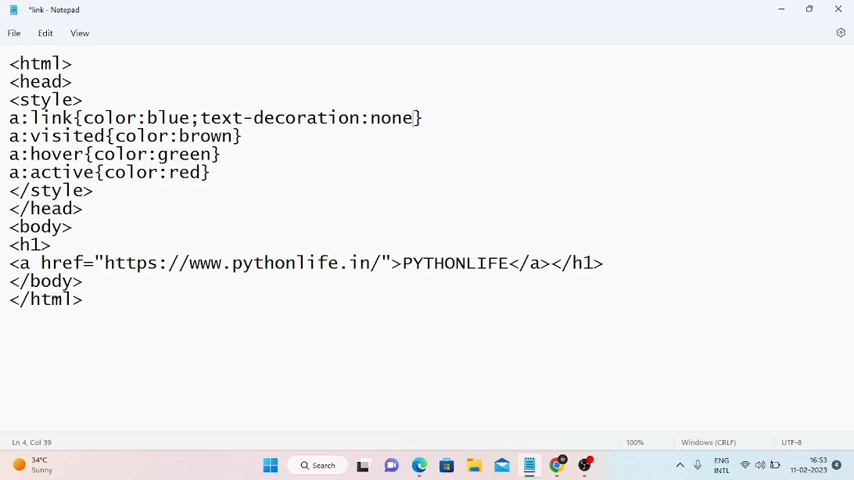 *link - Notepad
File Edit View
<html>
<head>
<style>
a:link{color:blue;text-decoration:none}
a:visited{color:brown}
a:hover{color:green}
a:active{color:red}
</style>
</head>
<body>
<h1>
<a href="https://www.pythonlife.in/">PYTHONLIFE</a></h1>
</body>
</html>
Ln 4, Col 39 100% Windows (CRLF) UTF-8
34°C
Sunny
Search
ENG
INTL
16:53
11-02-2023
4